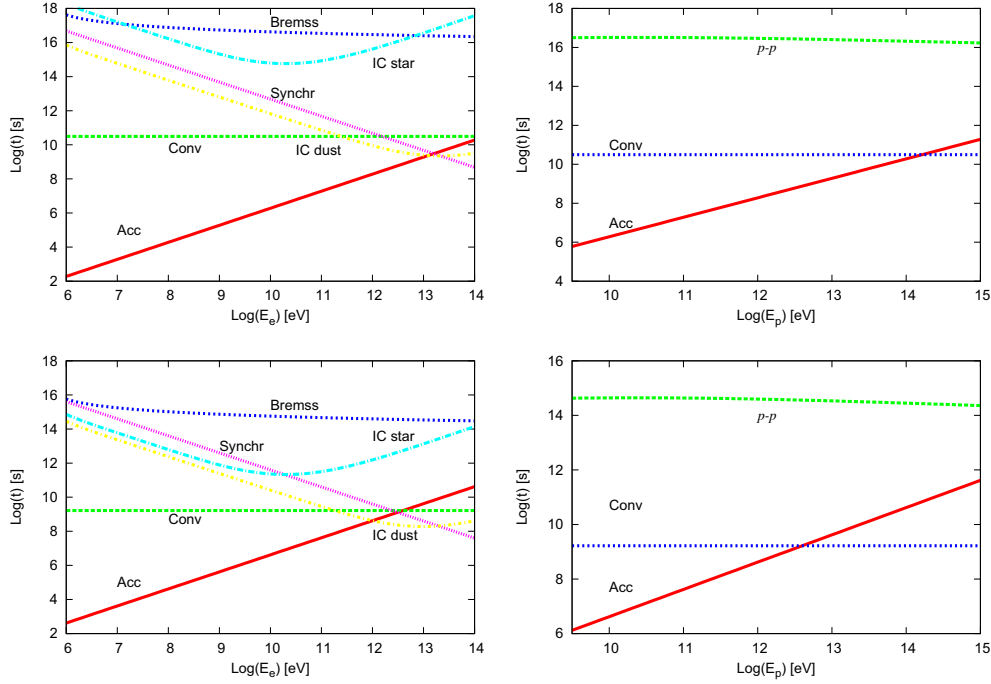 18
16
14
12
10
8
6
4
2
Log(t) [s]
Bremss
IC star
Synchr
Conv
IC dust
Acc
6 7 8 9 10 11 12 13 14
Log(E_e) [eV]
18
16
14
12
10
8
6
4
Log(t) [s]
p-p
Conv
Acc
10 11 12 13 14 15
Log(E_p) [eV]
18
16
14
12
10
8
6
4
2
Log(t) [s]
Bremss
IC star
Synchr
Conv
IC dust
Acc
6 7 8 9 10 11 12 13 14
Log(E_e) [eV]
16
14
12
10
8
6
Log(t) [s]
p-p
Conv
Acc
10 11 12 13 14 15
Log(E_p) [eV]